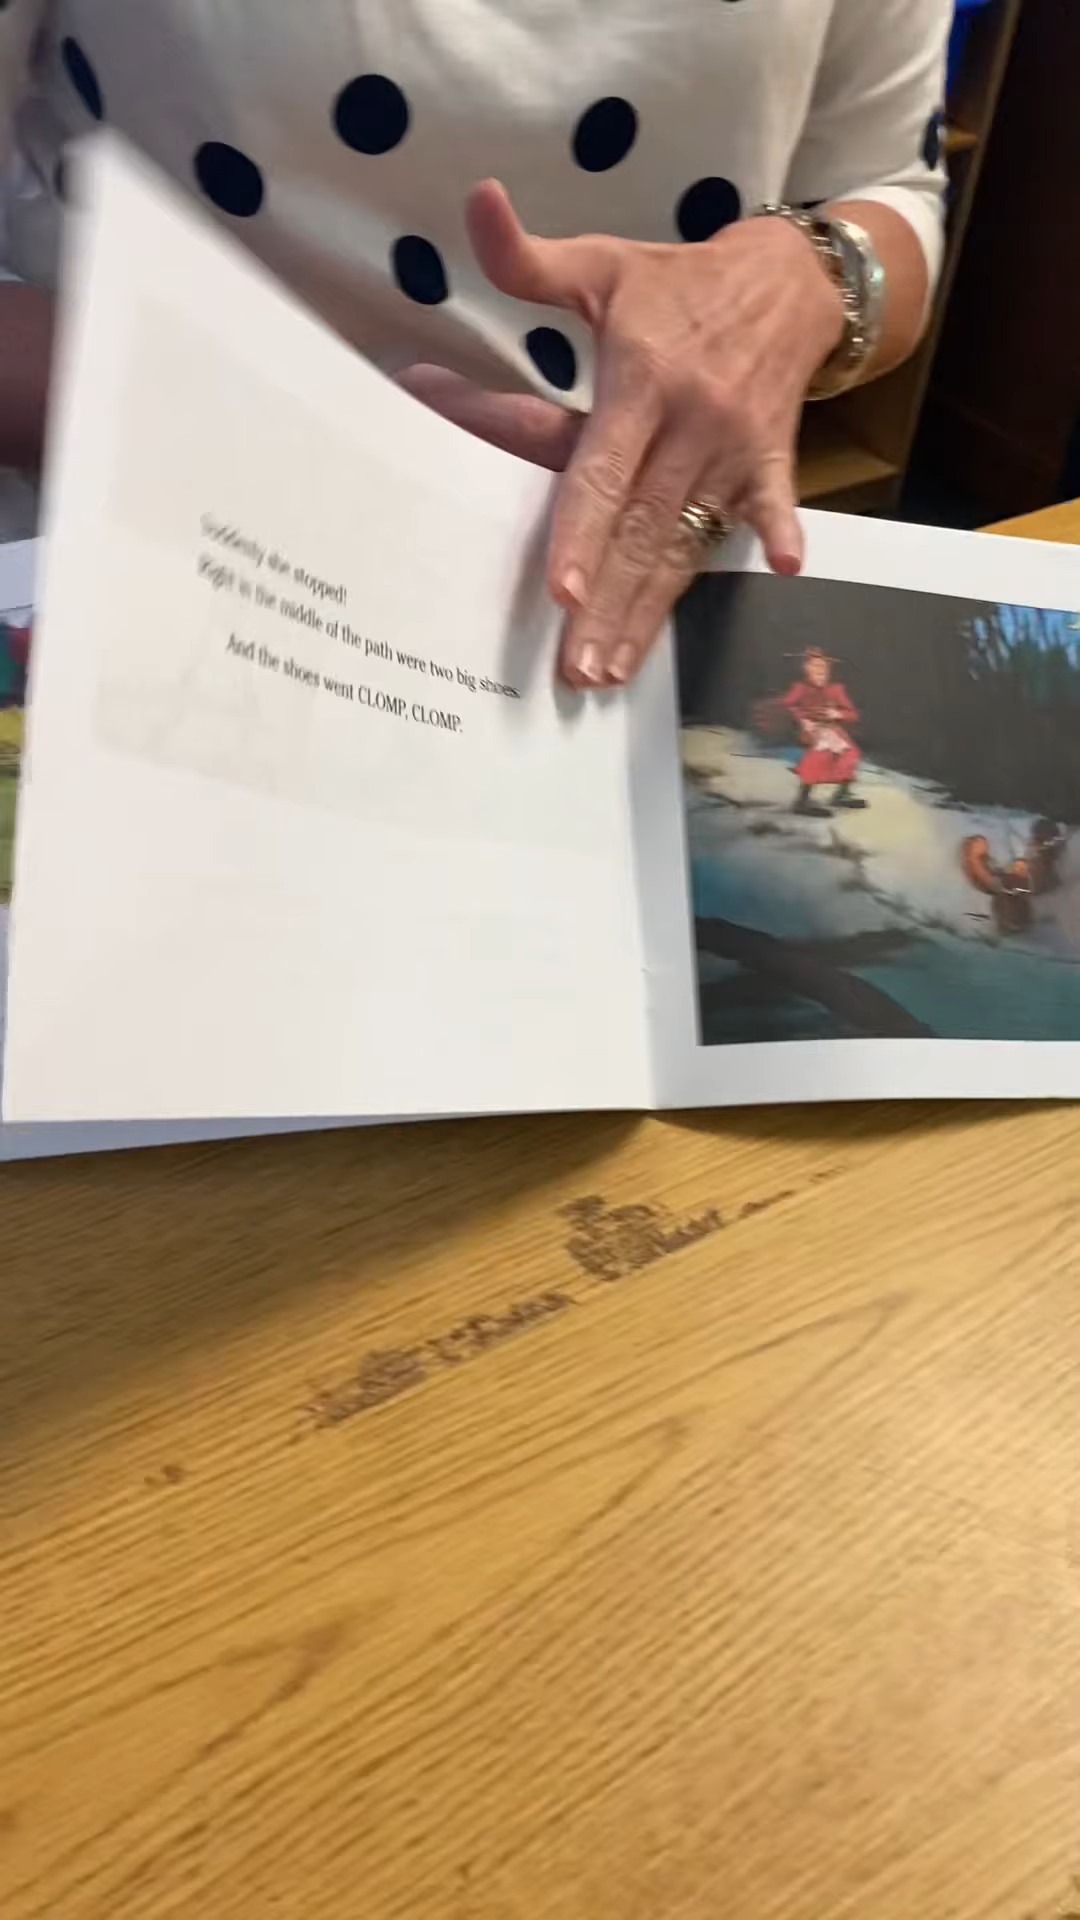 Suddenly she stopped!
Right in the middle of the path were two big shoes.
And the shoes went CLOMP, CLOMP.